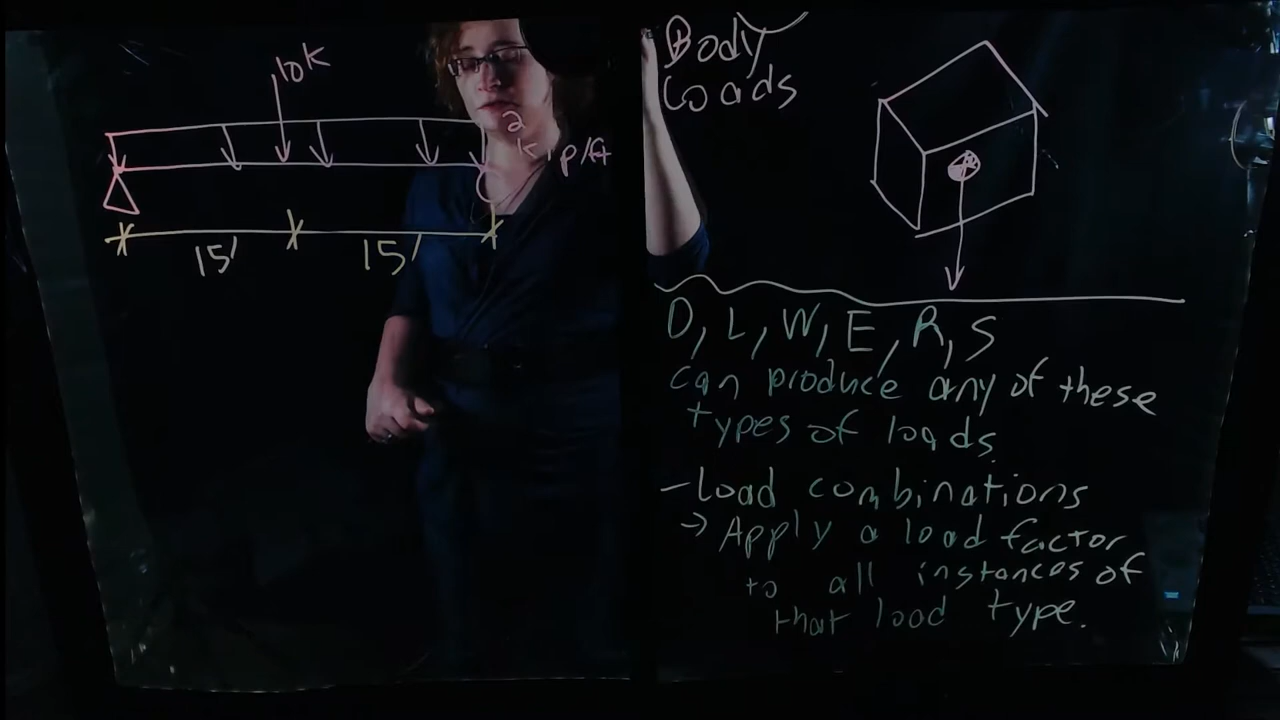 10k
2
kip/ft
15'
15'
Body
Loads
D, L, W, E, R, S
can produce any of these
types of loads.
- Load combinations
→ Apply a load factor
to all instances of
that load type.